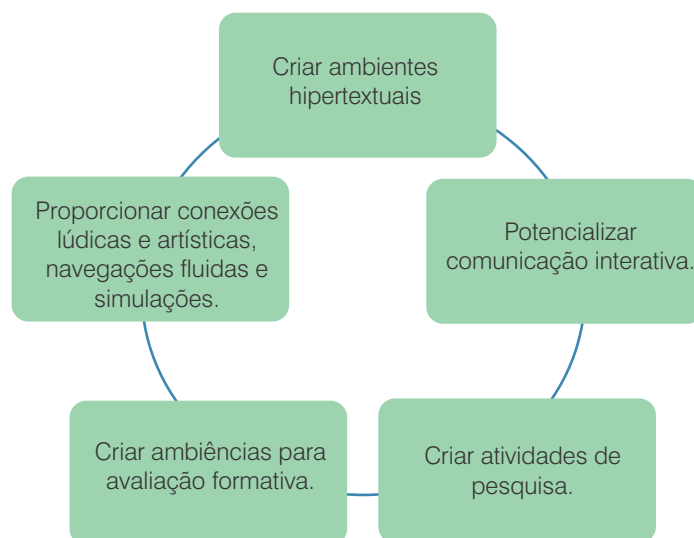 Criar ambientes
hipertextuais
Potencializar
comunicação interativa.
Criar atividades de
pesquisa.
Criar ambiências para
avaliação formativa.
Proporcionar conexões
lúdicas e artísticas,
navegações fluidas e
simulações.